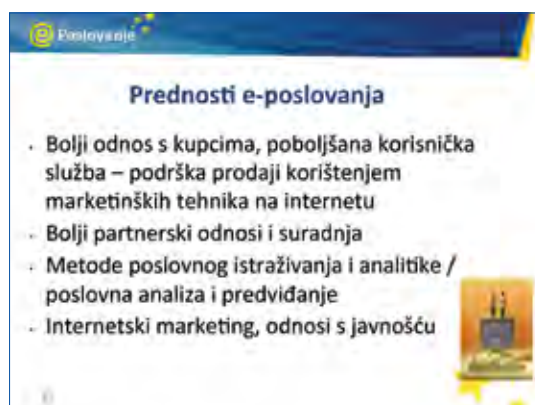 e Poslovanje
Prednosti e-poslovanja
Bolji odnos s kupcima, poboljšana korisnička
služba – podrška prodaji korištenjem
marketinških tehnika na internetu
Bolji partnerski odnosi i suradnja
Metode poslovnog istraživanja i analitike /
poslovna analiza i predviđanje
Internetski marketing, odnosi s javnošću